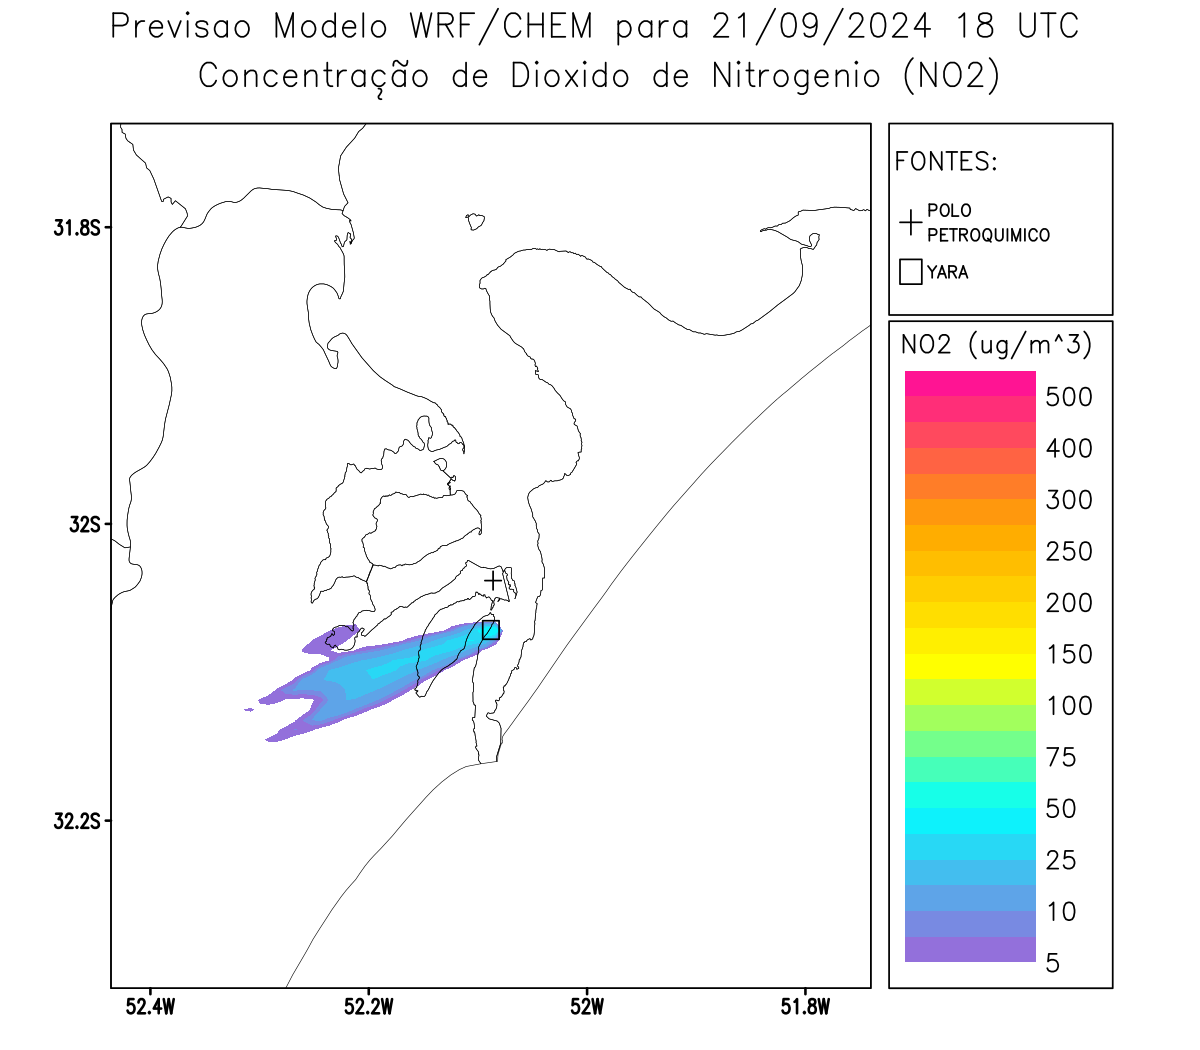 Previsao Modelo WRF/CHEM para 21/09/2024 18 UTC
Concentração de Dioxido de Nitrogenio (NO2)
FONTES:
POLO
PETROQUIMICO
YARA
31.8S
32S
32.2S
52.4W
52.2W
52W
51.8W
NO2 (ug/m^3)
500
400
300
250
200
150
100
75
50
25
10
5